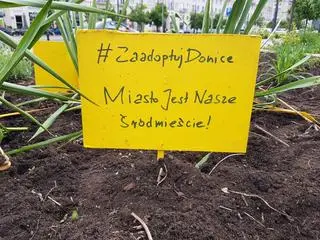 #ZaadoptujDonice
Miasto Jest Nasze
Śródmieście!